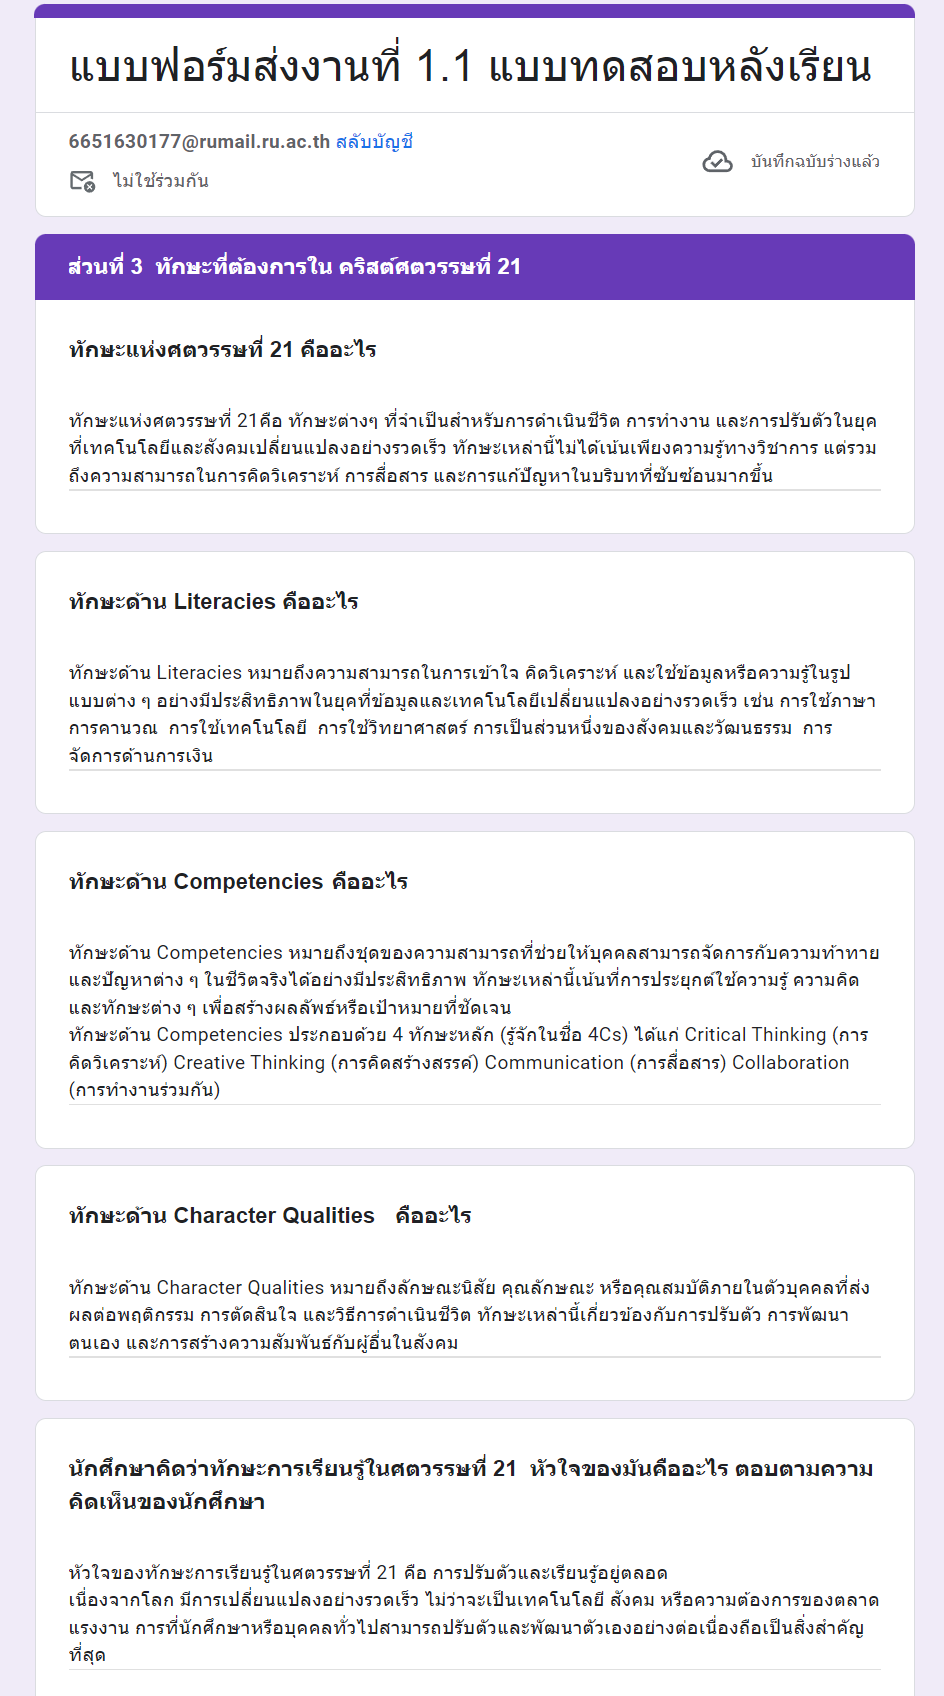 แบบฟอร์มส่งงานที่ 1.1 แบบทดสอบหลังเรียน
6651630177@rumail.ru.ac.th สลับบัญชี
ไม่ใช้ร่วมกัน
บันทึกฉบับร่างแล้ว
ส่วนที่ 3 ทักษะที่ต้องการใน คริสต์ศตวรรษที่ 21
ทักษะแห่งศตวรรษที่ 21 คืออะไร
ทักษะแห่งศตวรรษที่ 21คือ ทักษะต่างๆ ที่จำเป็นสำหรับการดำเนินชีวิต การทำงาน และการปรับตัวในยุค
ที่เทคโนโลยีและสังคมเปลี่ยนแปลงอย่างรวดเร็ว ทักษะเหล่านี้ไม่ได้เน้นเพียงความรู้ทางวิชาการ แต่รวม
ถึงความสามารถในการคิดวิเคราะห์ การสื่อสาร และการแก้ปัญหาในบริบทที่ซับซ้อนมากขึ้น
ทักษะด้าน Literacies คืออะไร
ทักษะด้าน Literacies หมายถึงความสามารถในการเข้าใจ คิดวิเคราะห์ และใช้ข้อมูลหรือความรู้ในรูป
แบบต่าง ๆ อย่างมีประสิทธิภาพในยุคที่ข้อมูลและเทคโนโลยีเปลี่ยนแปลงอย่างรวดเร็ว เช่น การใช้ภาษา
การคานวณ การใช้เทคโนโลยี การใช้วิทยาศาสตร์ การเป็นส่วนหนึ่งของสังคมและวัฒนธรรม การ
จัดการด้านการเงิน
ทักษะด้าน Competencies คืออะไร
ทักษะด้าน Competencies หมายถึงชุดของความสามารถที่ช่วยให้บุคคลสามารถจัดการกับความท้าทาย
และปัญหาต่าง ๆ ในชีวิตจริงได้อย่างมีประสิทธิภาพ ทักษะเหล่านี้เน้นที่การประยุกต์ใช้ความรู้ ความคิด
และทักษะต่าง ๆ เพื่อสร้างผลลัพธ์หรือเป้าหมายที่ชัดเจน
ทักษะด้าน Competencies ประกอบด้วย 4 ทักษะหลัก (รู้จักในชื่อ 4Cs) ได้แก่ Critical Thinking (การ
คิดวิเคราะห์) Creative Thinking (การคิดสร้างสรรค์) Communication (การสื่อสาร) Collaboration
(การทำงานร่วมกัน)
ทักษะด้าน Character Qualities คืออะไร
ทักษะด้าน Character Qualities หมายถึงลักษณะนิสัย คุณลักษณะ หรือคุณสมบัติภายในตัวบุคคลที่ส่ง
ผลต่อพฤติกรรม การตัดสินใจ และวิธีการดำเนินชีวิต ทักษะเหล่านี้เกี่ยวข้องกับการปรับตัว การพัฒนา
ตนเอง และการสร้างความสัมพันธ์กับผู้อื่นในสังคม
นักศึกษาคิดว่าทักษะการเรียนรู้ในศตวรรษที่ 21 หัวใจของมันคืออะไร ตอบตามความ
คิดเห็นของนักศึกษา
หัวใจของทักษะการเรียนรู้ในศตวรรษที่ 21 คือ การปรับตัวและเรียนรู้อยู่ตลอด
เนื่องจากโลก มีการเปลี่ยนแปลงอย่างรวดเร็ว ไม่ว่าจะเป็นเทคโนโลยี สังคม หรือความต้องการของตลาด
แรงงาน การที่นักศึกษาหรือบุคคลทั่วไปสามารถปรับตัวและพัฒนาตัวเองอย่างต่อเนื่องถือเป็นสิ่งสำคัญ
ที่สุด